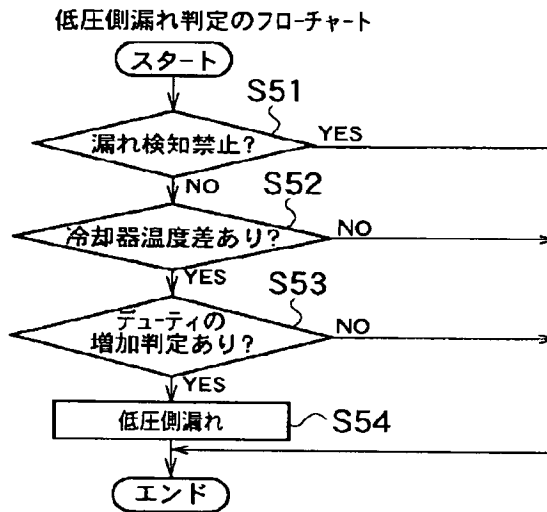 低圧側漏れ判定のフローチャート
スタート
S51
漏れ検知禁止?
YES
NO
S52
冷却器温度差あり?
NO
YES
S53
デューティの
増加判定あり?
NO
YES
低圧側漏れ
S54
エンド